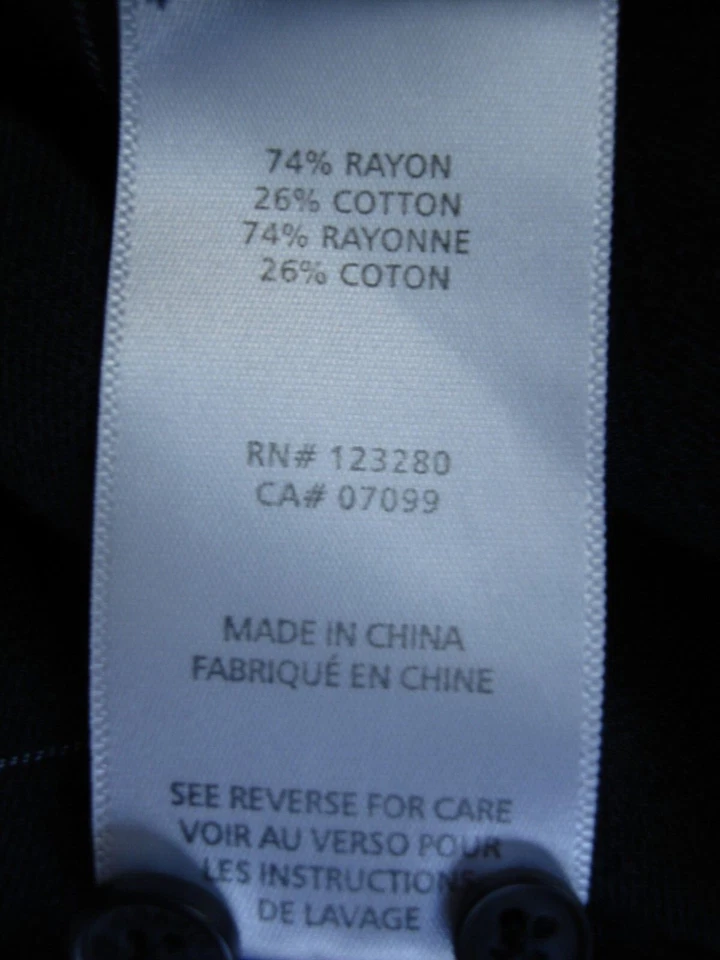 74% RAYON
26% COTTON
74% RAYONNE
26% COTON
RN# 123280
CA# 07099
MADE IN CHINA
FABRIQUÉ EN CHINE
SEE REVERSE FOR CARE
VOIR AU VERSO POUR
LES INSTRUCTIONS
DE LAVAGE